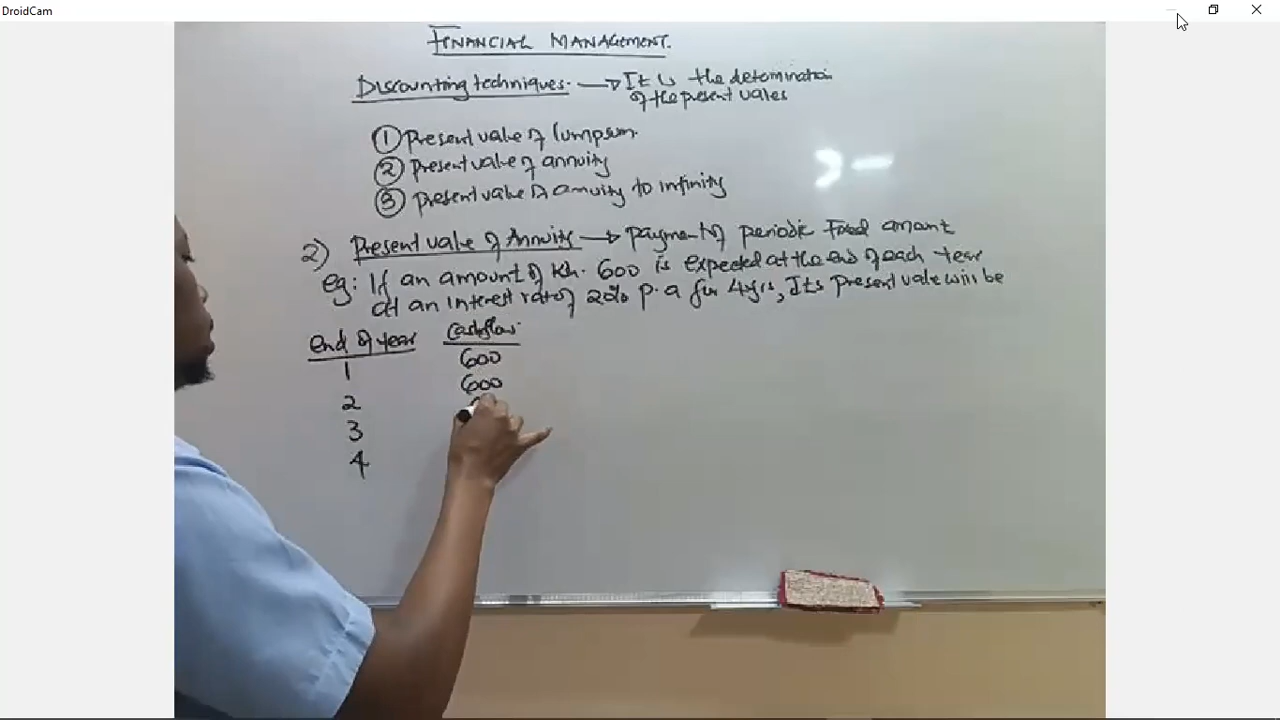 DroidCam
FINANCIAL MANAGEMENT.
Discounting techniques. → It is the detomination
of the present vales
① Present value of lumpsum.
② Present value of annuity
③ Present value of annuity to infinity
2) Present value of Annuity → Payment of periodic Fixed amount
eg: If an amount of Kh. 600 is expected at the end of each year
at an interest rate of 20% p.a for 4yrs, Its present value will be
end of year Cashflow
1 600
2 600
3
4